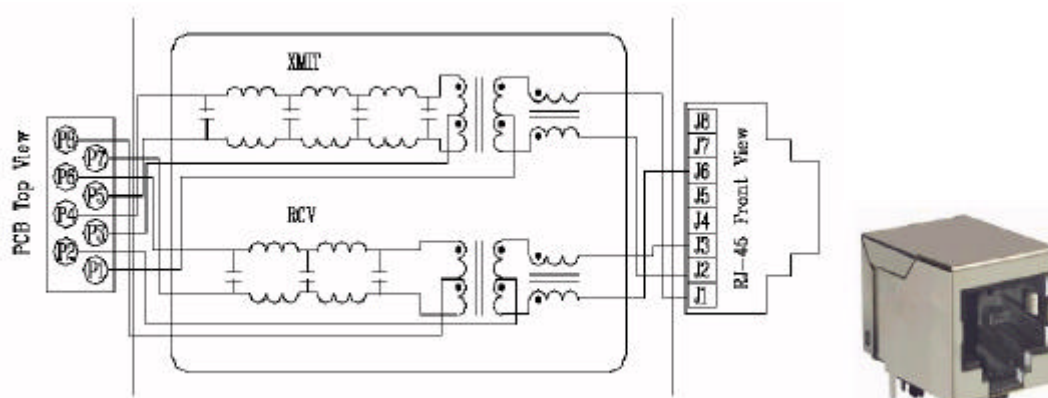 XMIT
RCV
PCB Top View
P8
P7
P6
P5
P4
P3
P2
P1
J8
J7
J6
J5
J4
J3
J2
J1
RJ-45 Front View